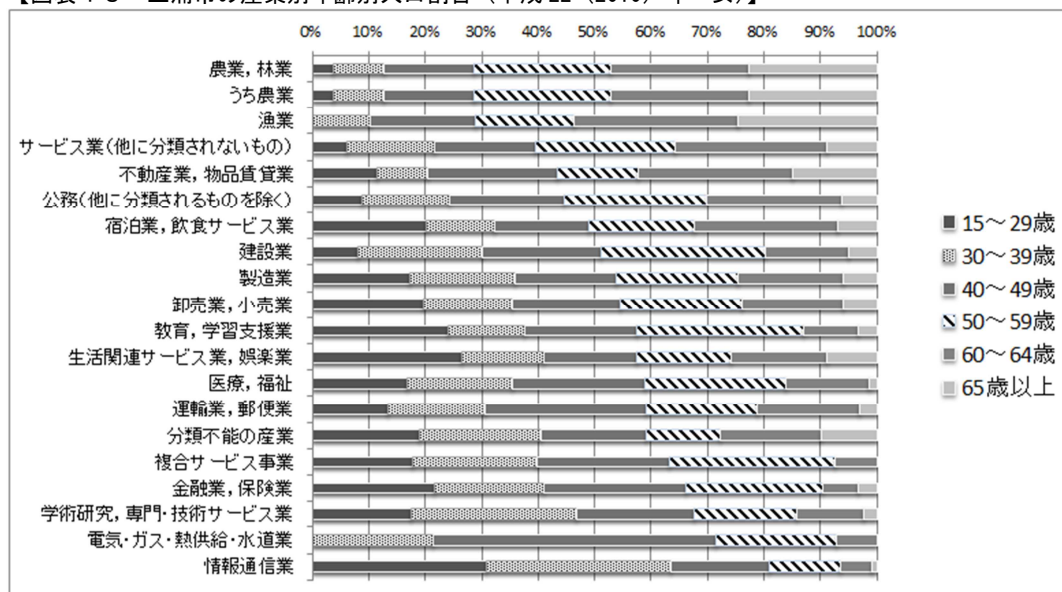 0% 10% 20% 30% 40% 50% 60% 70% 80% 90% 100%
農業，林業
うち農業
漁業
サービス業(他に分類されないもの)
不動産業，物品賃貸業
公務(他に分類されるものを除く)
宿泊業，飲食サービス業
建設業
製造業
卸売業，小売業
教育，学習支援業
生活関連サービス業，娯楽業
医療，福祉
運輸業，郵便業
分類不能の産業
複合サービス事業
金融業，保険業
学術研究，専門・技術サービス業
電気・ガス・熱供給・水道業
情報通信業
15～29歳
30～39歳
40～49歳
50～59歳
60～64歳
65歳以上